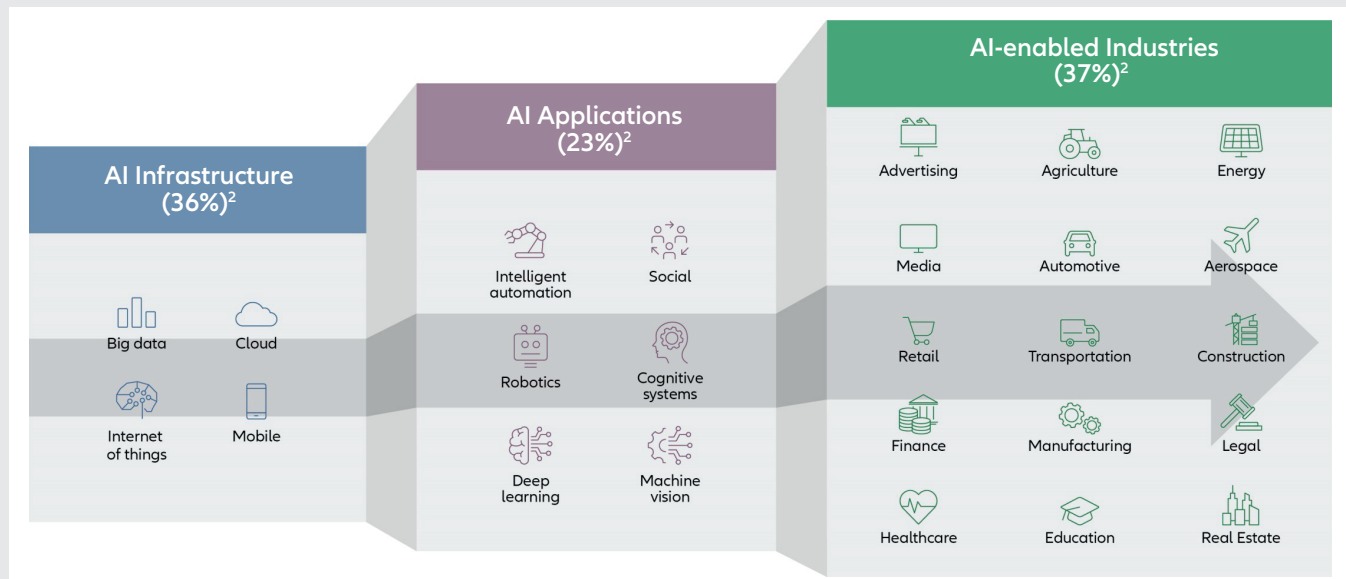 AI Infrastructure
(36%)²
Big data
Cloud
Internet
of things
Mobile
AI Applications
(23%)²
Intelligent
automation
Social
Robotics
Cognitive
systems
Deep
learning
Machine
vision
AI-enabled Industries
(37%)²
Advertising
Agriculture
Energy
Media
Automotive
Aerospace
Retail
Transportation
Construction
Finance
Manufacturing
Legal
Healthcare
Education
Real Estate